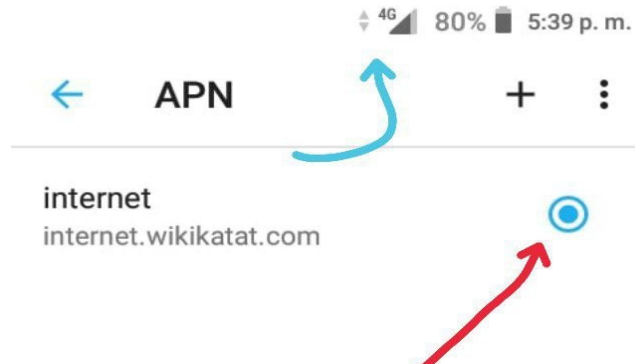 4G 80% 5:39 p. m.
APN
internet
internet.wikikatat.com